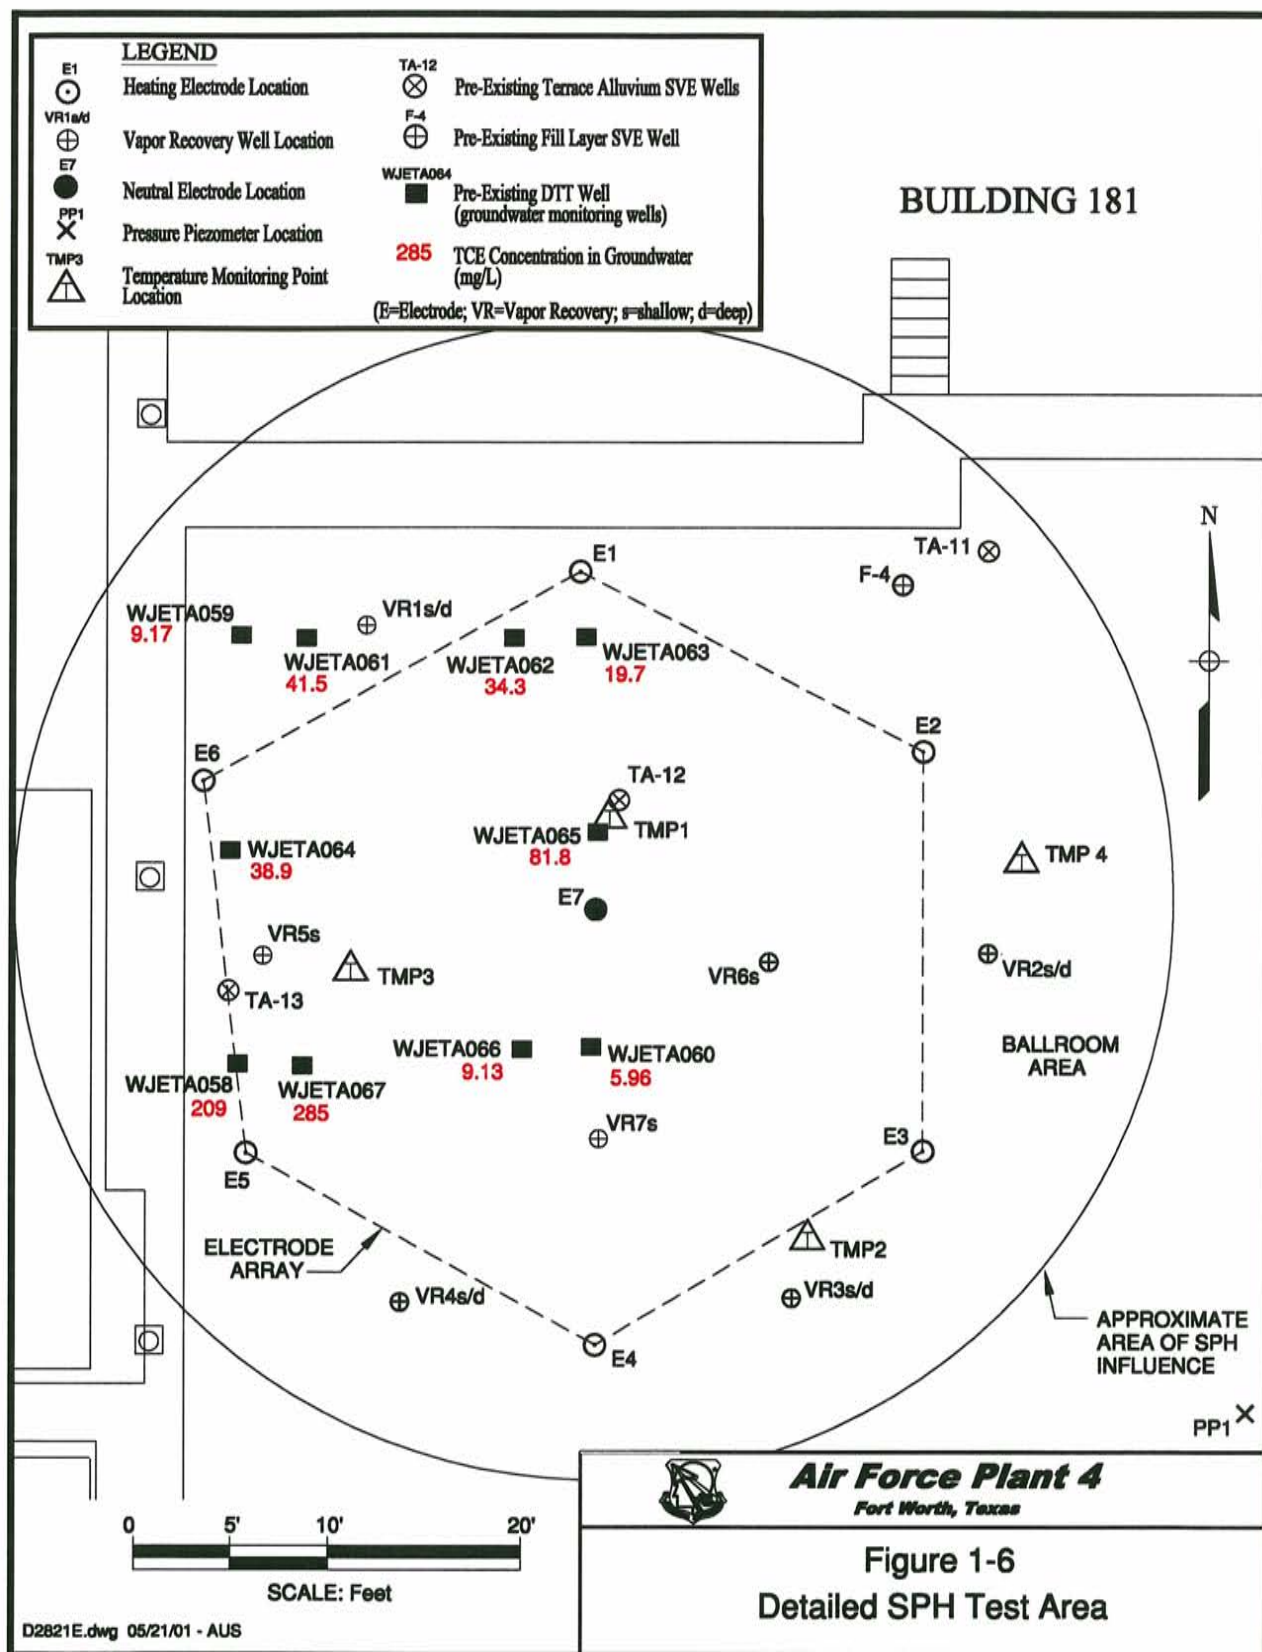 LEGEND
E1
Heating Electrode Location
VR1s/d
Vapor Recovery Well Location
E7
Neutral Electrode Location
PP1
Pressure Piezometer Location
TMP3
Temperature Monitoring Point
Location
TA-12
Pre-Existing Terrace Alluvium SVE Wells
F-4
Pre-Existing Fill Layer SVE Well
WJETA064
Pre-Existing DTT Well
(groundwater monitoring wells)
285
TCE Concentration in Groundwater
(mg/L)
(E=Electrode; VR=Vapor Recovery; s=shallow; d=deep)
BUILDING 181
N
TA-11
F-4
E1
VR1s/d
WJETA059
9.17
WJETA061
41.5
WJETA062
34.3
WJETA063
19.7
E2
E6
TA-12
TMP1
WJETA065
81.8
WJETA064
38.9
TMP 4
E7
VR5s
TMP3
VR6s
VR2s/d
TA-13
BALLROOM
AREA
WJETA066
9.13
WJETA060
5.96
WJETA058
209
WJETA067
285
VR7s
E3
E5
ELECTRODE
ARRAY
TMP2
VR4s/d
VR3s/d
E4
APPROXIMATE
AREA OF SPH
INFLUENCE
PP1
Air Force Plant 4
Fort Worth, Texas
Figure 1-6
Detailed SPH Test Area
0 5' 10' 20'
SCALE: Feet
D2821E.dwg 05/21/01 - AUS